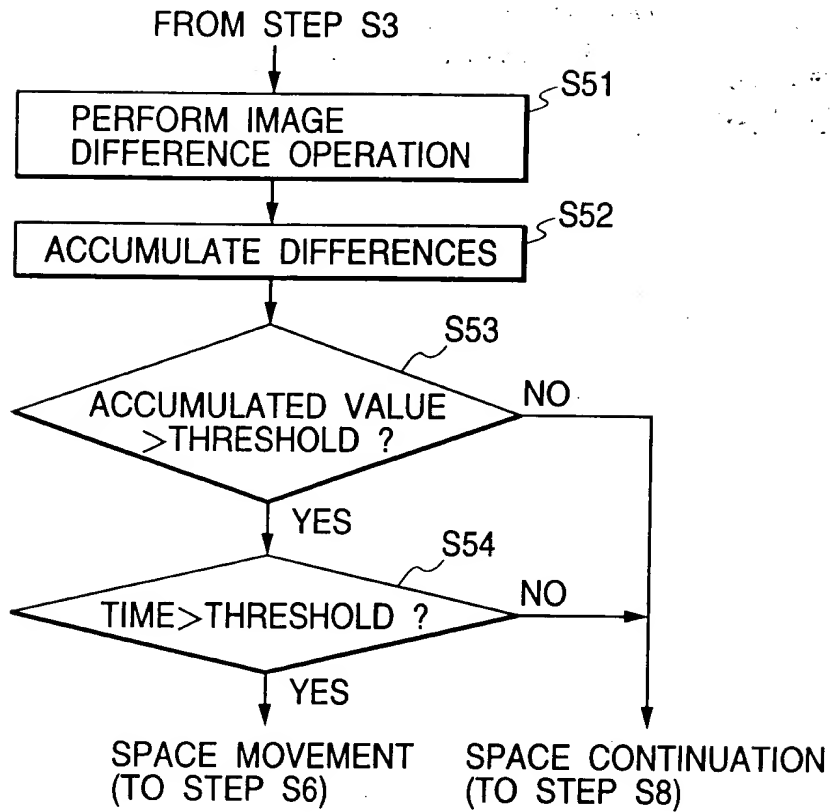 FROM STEP S3
S51
PERFORM IMAGE
DIFFERENCE OPERATION
S52
ACCUMULATE DIFFERENCES
S53
ACCUMULATED VALUE
>THRESHOLD ?
NO
YES
S54
TIME>THRESHOLD ?
NO
YES
SPACE MOVEMENT
(TO STEP S6)
SPACE CONTINUATION
(TO STEP S8)